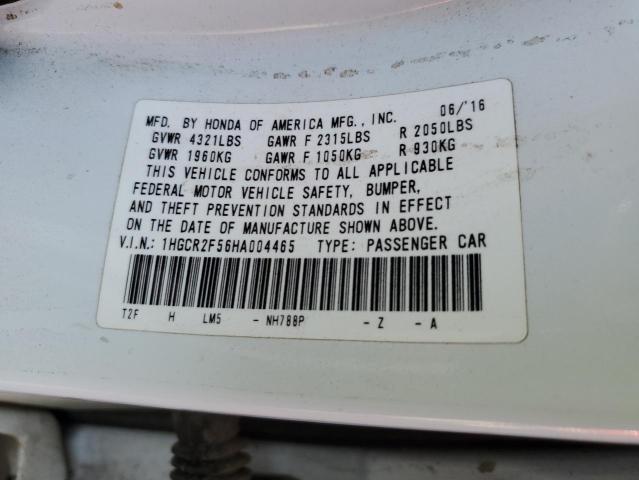 MFD. BY HONDA OF AMERICA MFG., INC. 06/'16
GVWR 4321LBS GAWR F 2315LBS R 2050LBS
GVWR 1960KG GAWR F 1050KG R 930KG
THIS VEHICLE CONFORMS TO ALL APPLICABLE
FEDERAL MOTOR VEHICLE SAFETY, BUMPER,
AND THEFT PREVENTION STANDARDS IN EFFECT
ON THE DATE OF MANUFACTURE SHOWN ABOVE.
V.I.N.: 1HGCR2F56HA004465 TYPE: PASSENGER CAR
T2F H LM5 - NH788P - Z - A